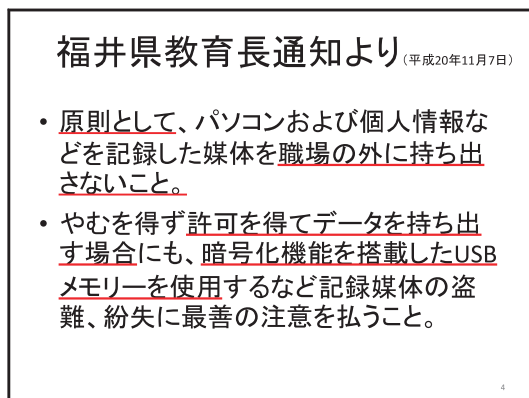 福井県教育長通知より（平成20年11月7日）
• 原則として、パソコンおよび個人情報な
どを記録した媒体を職場の外に持ち出
さないこと。
• やむを得ず許可を得てデータを持ち出
す場合にも、暗号化機能を搭載したUSB
メモリーを使用するなど記録媒体の盗
難、紛失に最善の注意を払うこと。
4